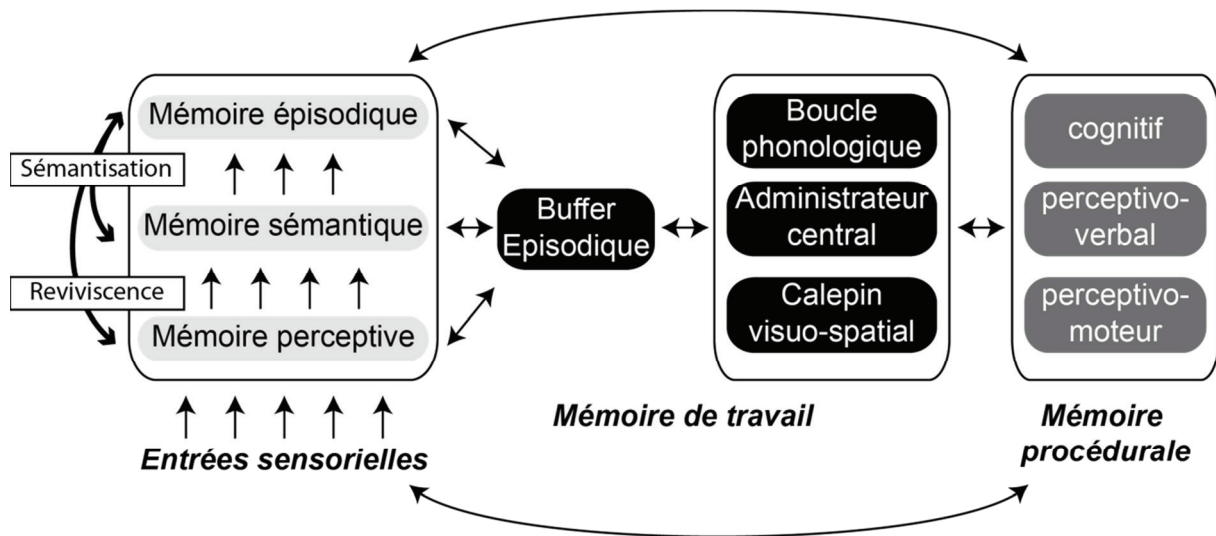 Mémoire épisodique
Sémantisation
Mémoire sémantique
Reviviscence
Mémoire perceptive
Entrées sensorielles
Buffer
Episodique
Boucle
phonologique
Administrateur
central
Calepin
visuo-spatial
Mémoire de travail
cognitif
perceptivo-
verbal
perceptivo-
moteur
Mémoire
procédurale